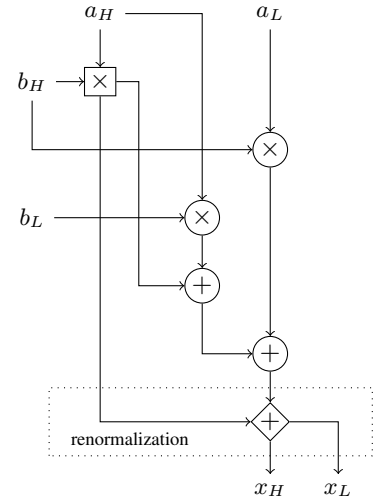 a_H a_L
b_H ×
×
b_L ×
+
+
+
renormalization
x_H x_L